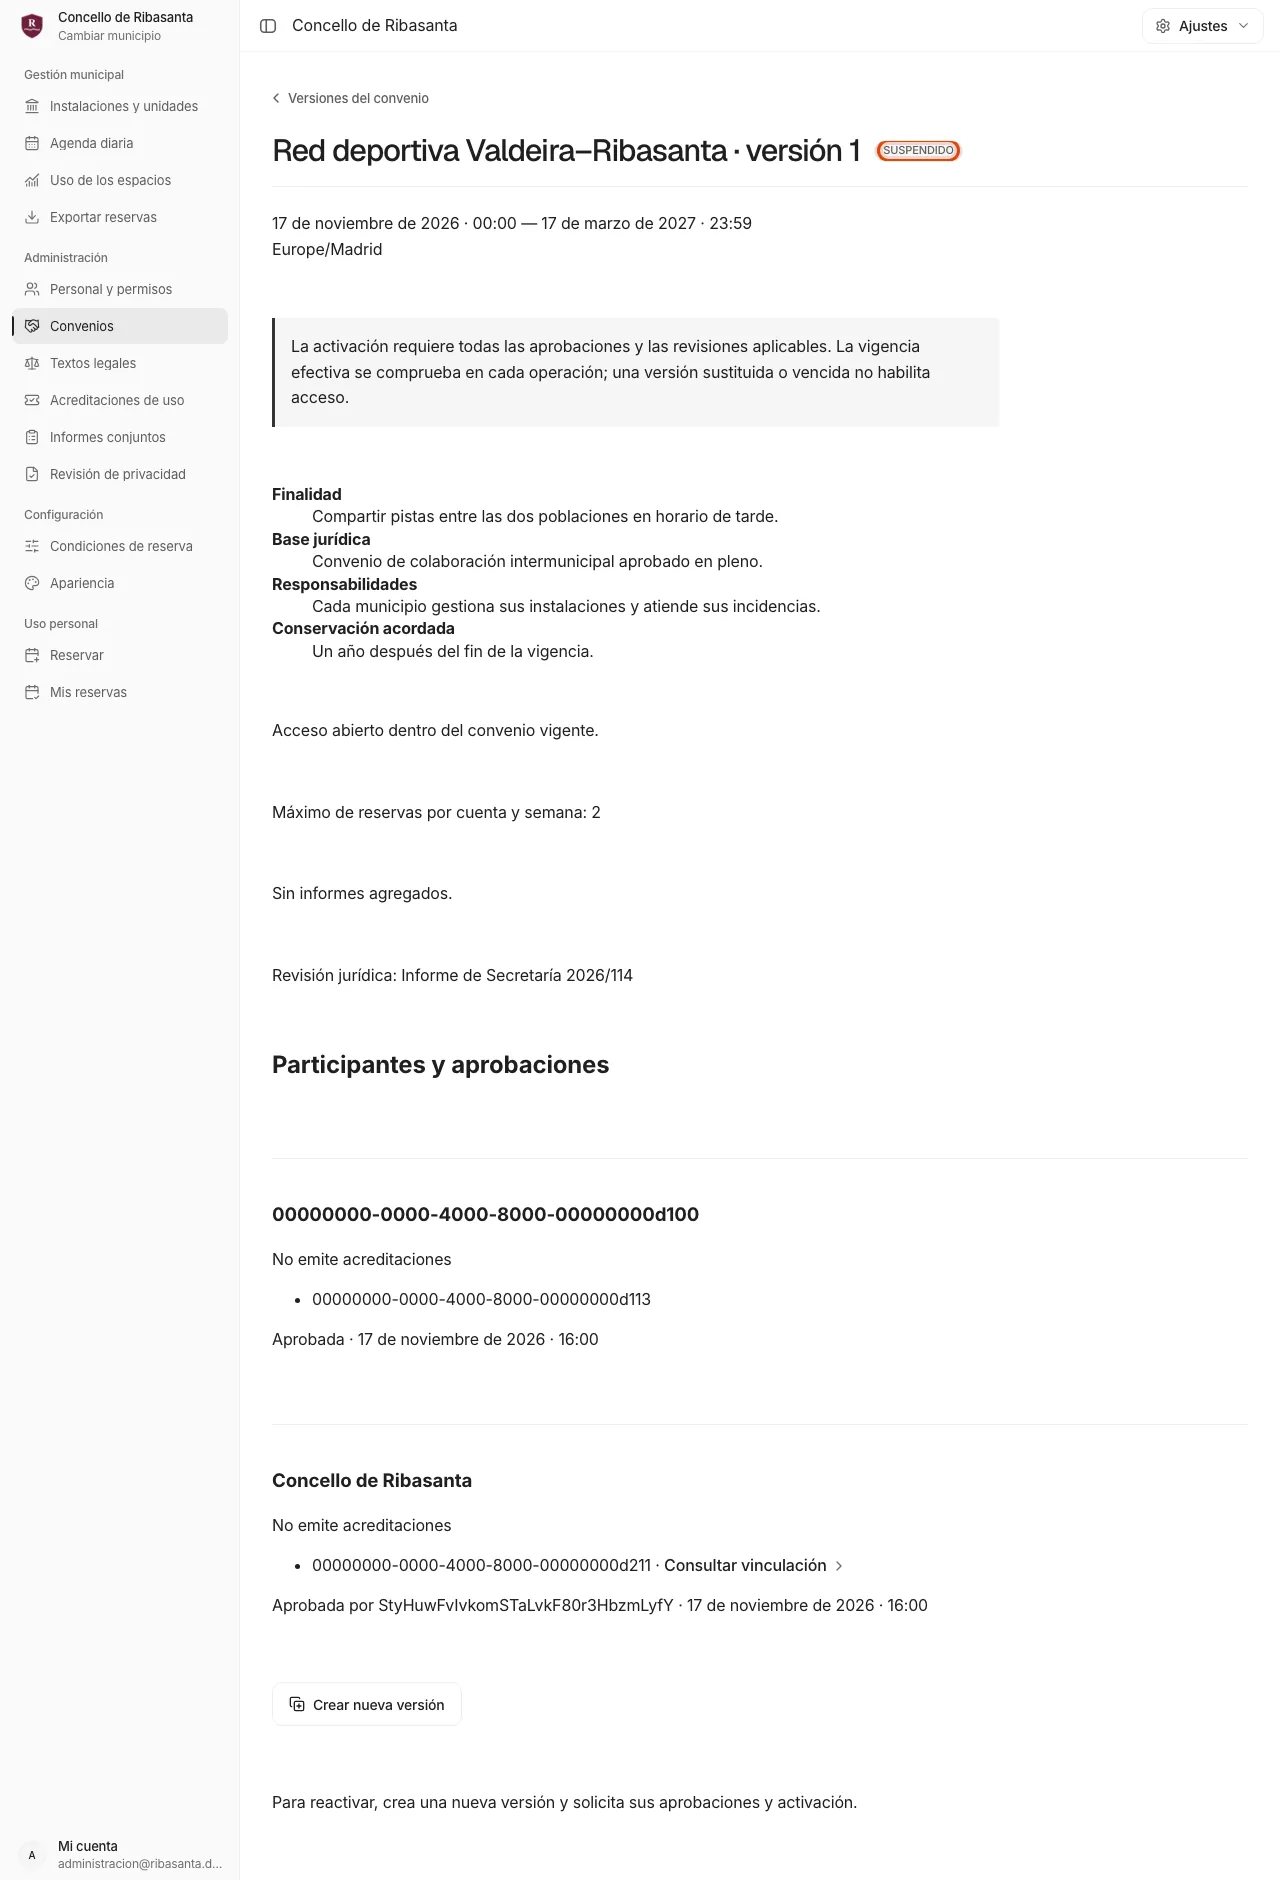 Concello de Ribasanta
Cambiar municipio
Gestión municipal
Instalaciones y unidades
Agenda diaria
Uso de los espacios
Exportar reservas
Administración
Personal y permisos
Convenios
Textos legales
Acreditaciones de uso
Informes conjuntos
Revisión de privacidad
Configuración
Condiciones de reserva
Apariencia
Uso personal
Reservar
Mis reservas
A
Mi cuenta
administracion@ribasanta.d...
Concello de Ribasanta
Ajustes
Versiones del convenio
Red deportiva Valdeira–Ribasanta · versión 1 SUSPENDIDO
17 de noviembre de 2026 · 00:00 — 17 de marzo de 2027 · 23:59
Europe/Madrid
La activación requiere todas las aprobaciones y las revisiones aplicables. La vigencia
efectiva se comprueba en cada operación; una versión sustituida o vencida no habilita
acceso.
Finalidad
Compartir pistas entre las dos poblaciones en horario de tarde.
Base jurídica
Convenio de colaboración intermunicipal aprobado en pleno.
Responsabilidades
Cada municipio gestiona sus instalaciones y atiende sus incidencias.
Conservación acordada
Un año después del fin de la vigencia.
Acceso abierto dentro del convenio vigente.
Máximo de reservas por cuenta y semana: 2
Sin informes agregados.
Revisión jurídica: Informe de Secretaría 2026/114
Participantes y aprobaciones
00000000-0000-4000-8000-00000000d100
No emite acreditaciones
• 00000000-0000-4000-8000-00000000d113
Aprobada · 17 de noviembre de 2026 · 16:00
Concello de Ribasanta
No emite acreditaciones
• 00000000-0000-4000-8000-00000000d211 · Consultar vinculación
Aprobada por StyHuwFvIvkomSTaLvkF80r3HbzmLyfY · 17 de noviembre de 2026 · 16:00
Crear nueva versión
Para reactivar, crea una nueva versión y solicita sus aprobaciones y activación.